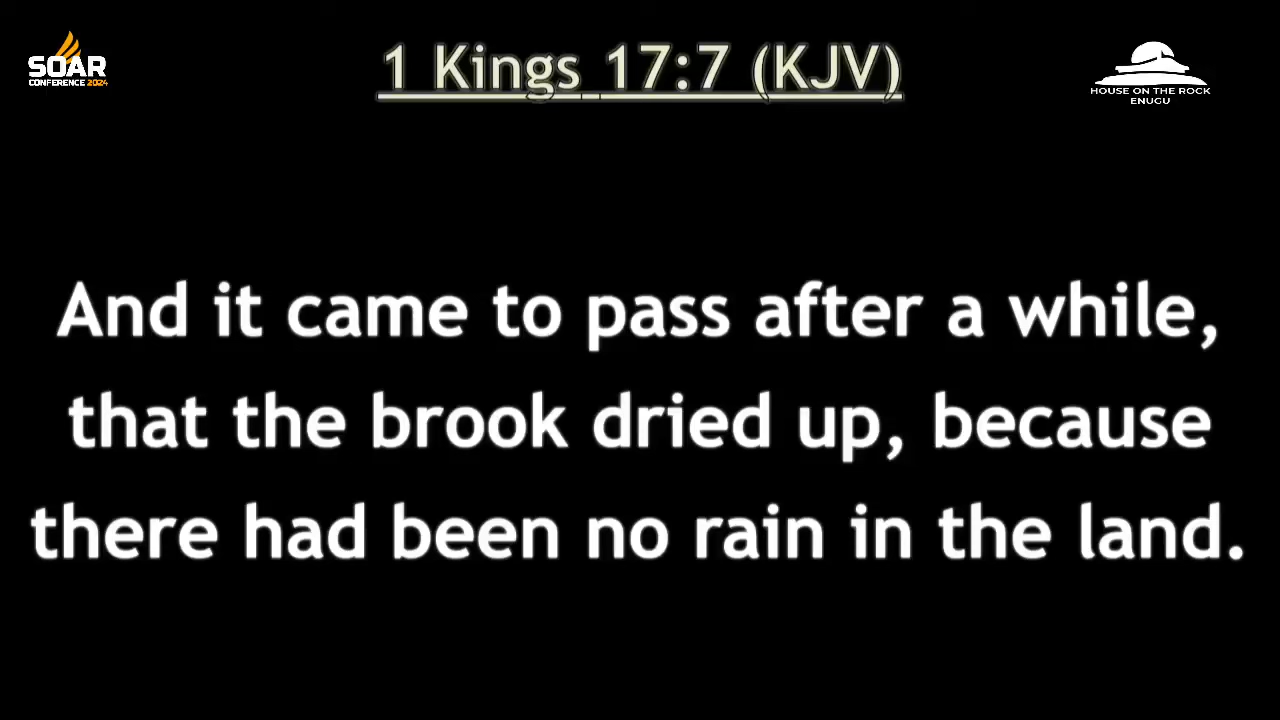 SOAR
CONFERENCE 2024
1 Kings 17:7 (KJV)
HOUSE ON THE ROCK
ENUGU
And it came to pass after a while,
that the brook dried up, because
there had been no rain in the land.